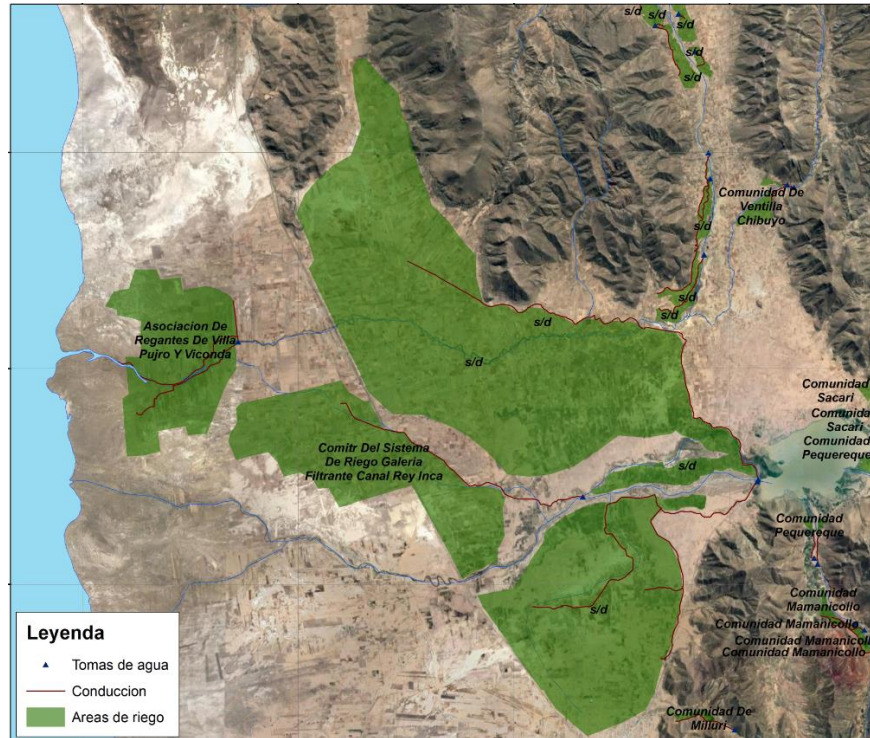 s/d
s/d
s/d
s/d
s/d
Comunidad De
Ventilla
Chibuyo
s/d
s/d
s/d
s/d
Asociacion De
Regantes De Villa
Pujro Y Viconda
s/d
Comunidad
Sacari
Comunidad
Sacari
Comunidad
Pequereque
Comitr Del Sistema
De Riego Galeria
Filtrante Canal Rey Inca
s/d
Comunidad
Pequereque
Comunidad
Mamanicollo
Comunidad Mamanicollo
Comunidad Mamanicoll
Comunidad Mamanicollo
s/d
Comunidad De
Milluri
Leyenda
Tomas de agua
Conduccion
Areas de riego